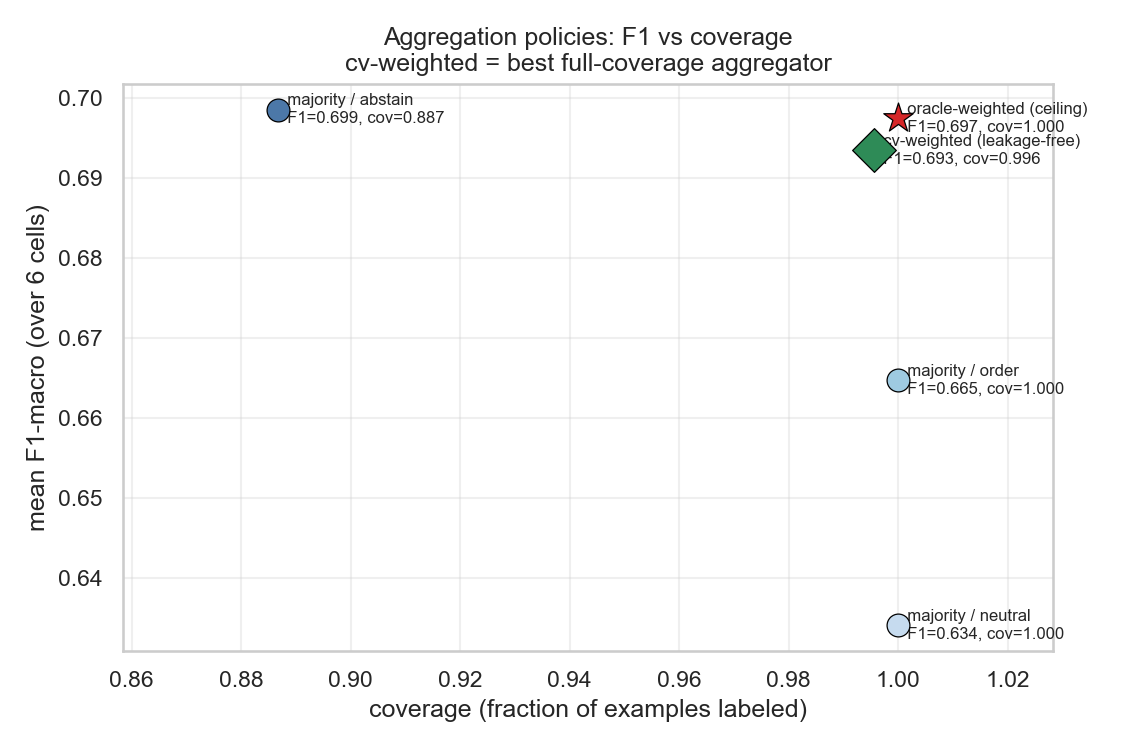 Aggregation policies: F1 vs coverage
cv-weighted = best full-coverage aggregator
mean F1-macro (over 6 cells)
0.70
0.69
0.68
0.67
0.66
0.65
0.64
majority / abstain
F1=0.699, cov=0.887
oracle-weighted (ceiling)
F1=0.697, cov=1.000
cv-weighted (leakage-free)
F1=0.693, cov=0.996
majority / order
F1=0.665, cov=1.000
majority / neutral
F1=0.634, cov=1.000
0.86
0.88
0.90
0.92
0.94
0.96
0.98
1.00
1.02
coverage (fraction of examples labeled)